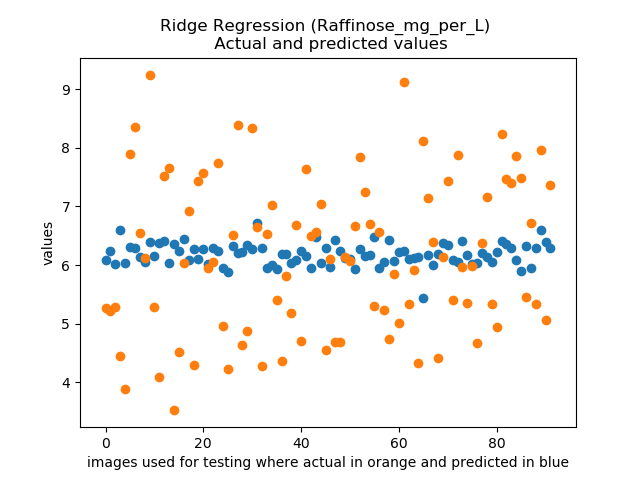 Ridge Regression (Raffinose_mg_per_L)
Actual and predicted values
values
9
8
7
6
5
4
0 20 40 60 80
images used for testing where actual in orange and predicted in blue